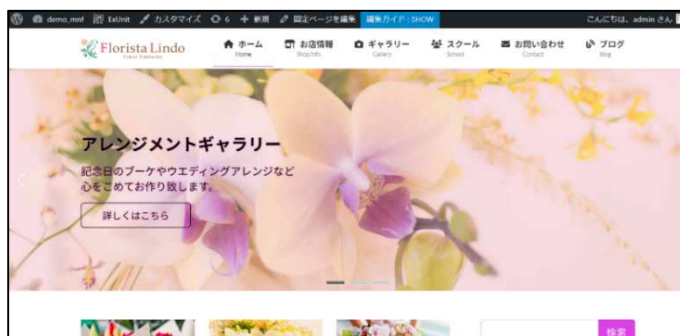 demo_mnf ExUnit カスタマイズ 6 新規 固定ページを編集 編集ガイド : SHOW こんにちは、admin さん
Florista Lindo
ホーム お店情報 ギャラリー スクール お問い合わせ ブログ
Home Shop Info Gallery School Contact blog
アレンジメントギャラリー
記念日のブーケやウエディングアレンジなど
心をこめてお作り致します。
詳しくはこちら
検索